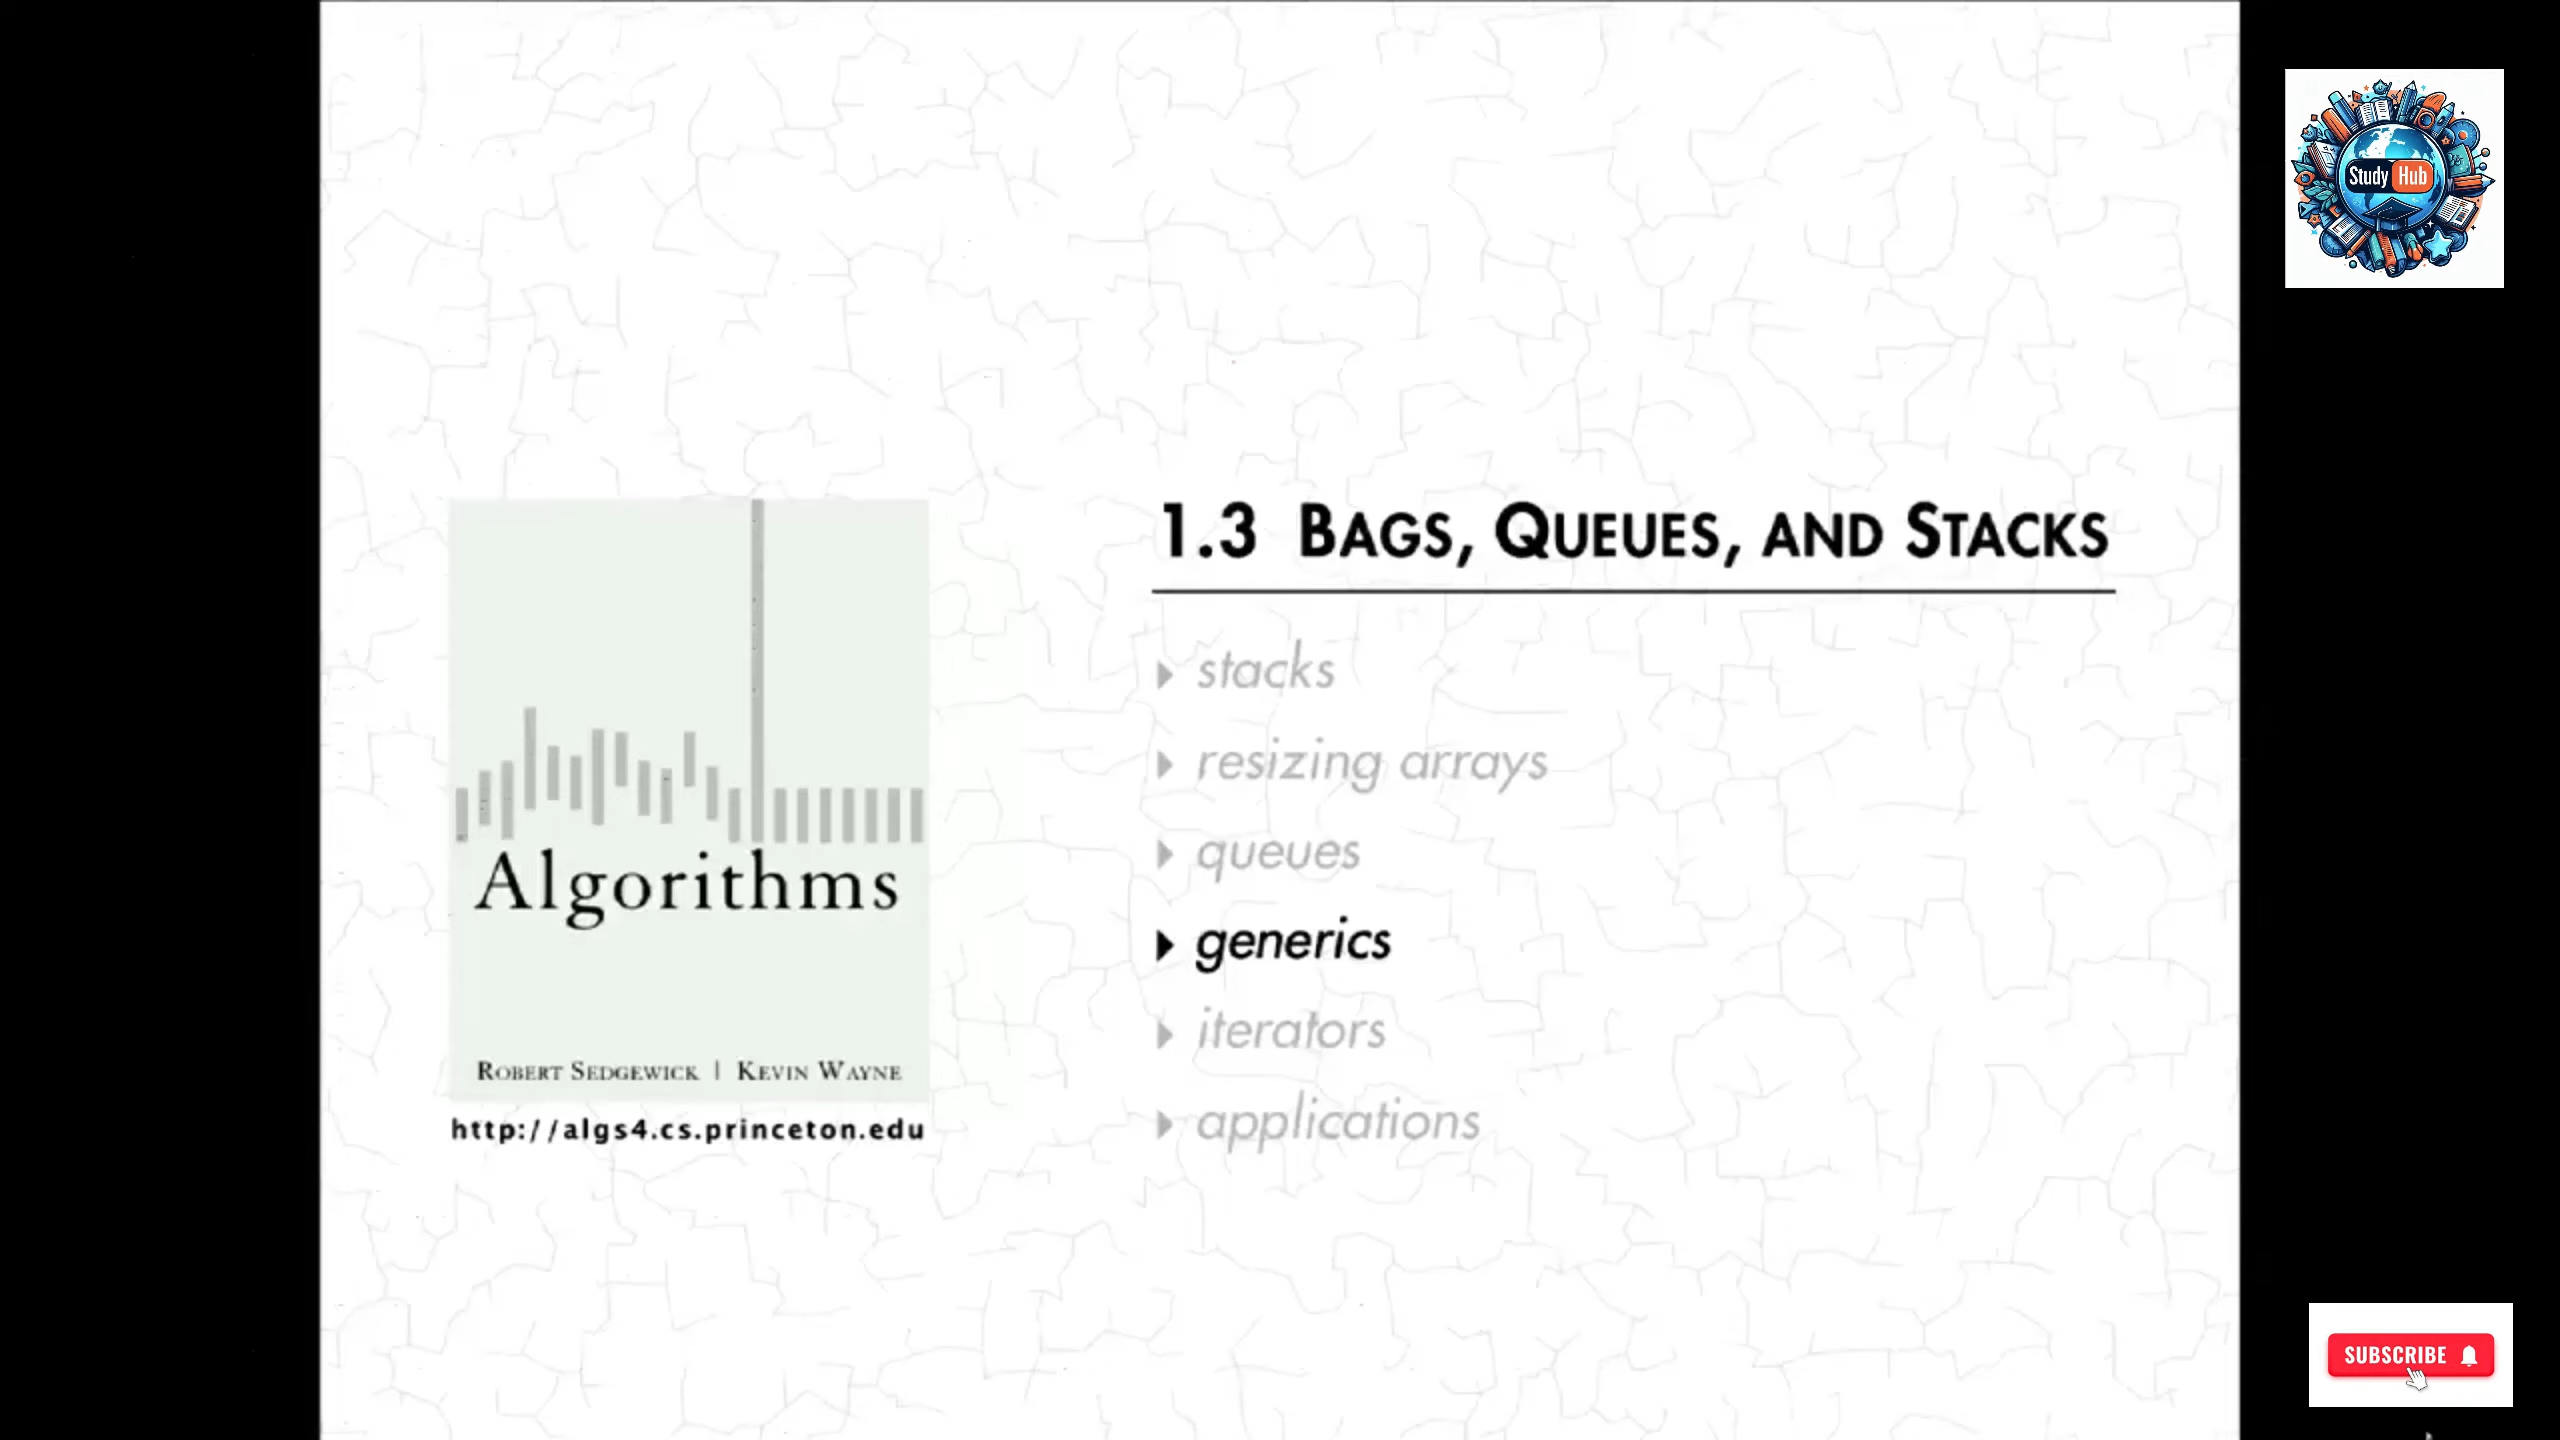 Study Hub
1.3 BAGS, QUEUES, AND STACKS
stacks
resizing arrays
queues
generics
iterators
applications
Algorithms
ROBERT SEDGEWICK | KEVIN WAYNE
http://algs4.cs.princeton.edu
SUBSCRIBE